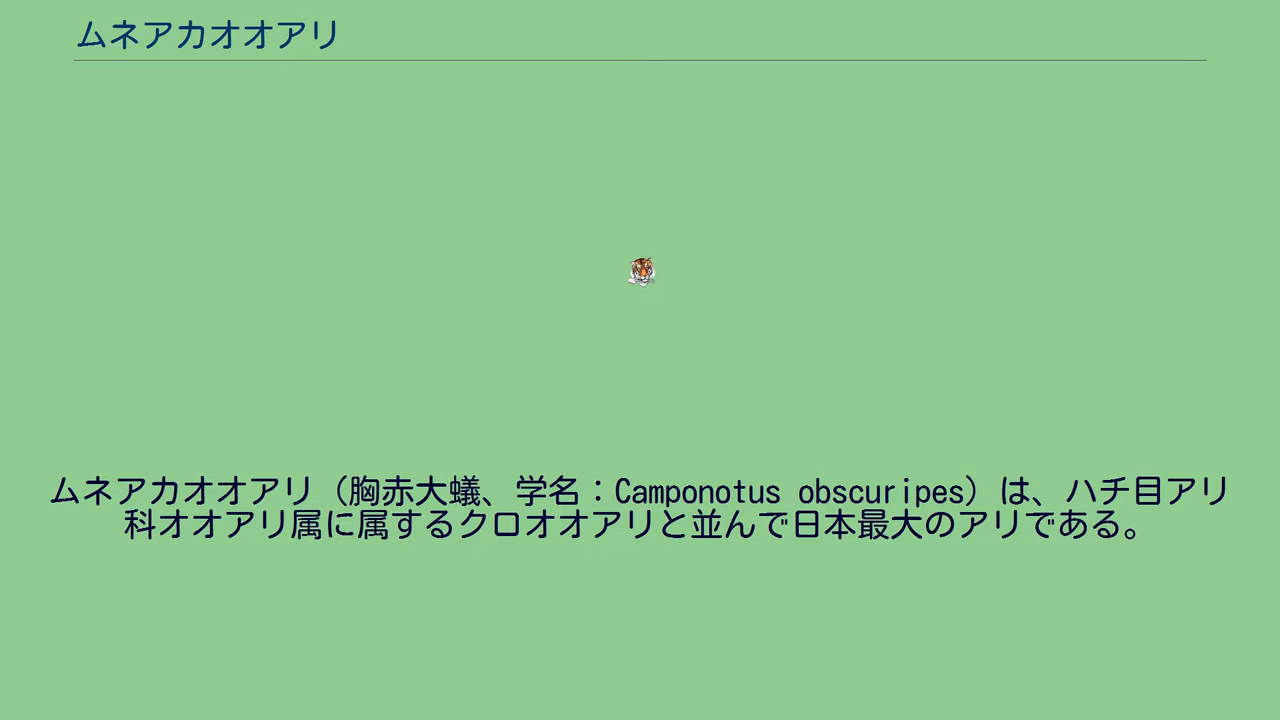 ムネアカオオアリ
ムネアカオオアリ（胸赤大蟻、学名：Camponotus obscuripes）は、ハチ目アリ
科オオアリ属に属するクロオオアリと並んで日本最大のアリである。